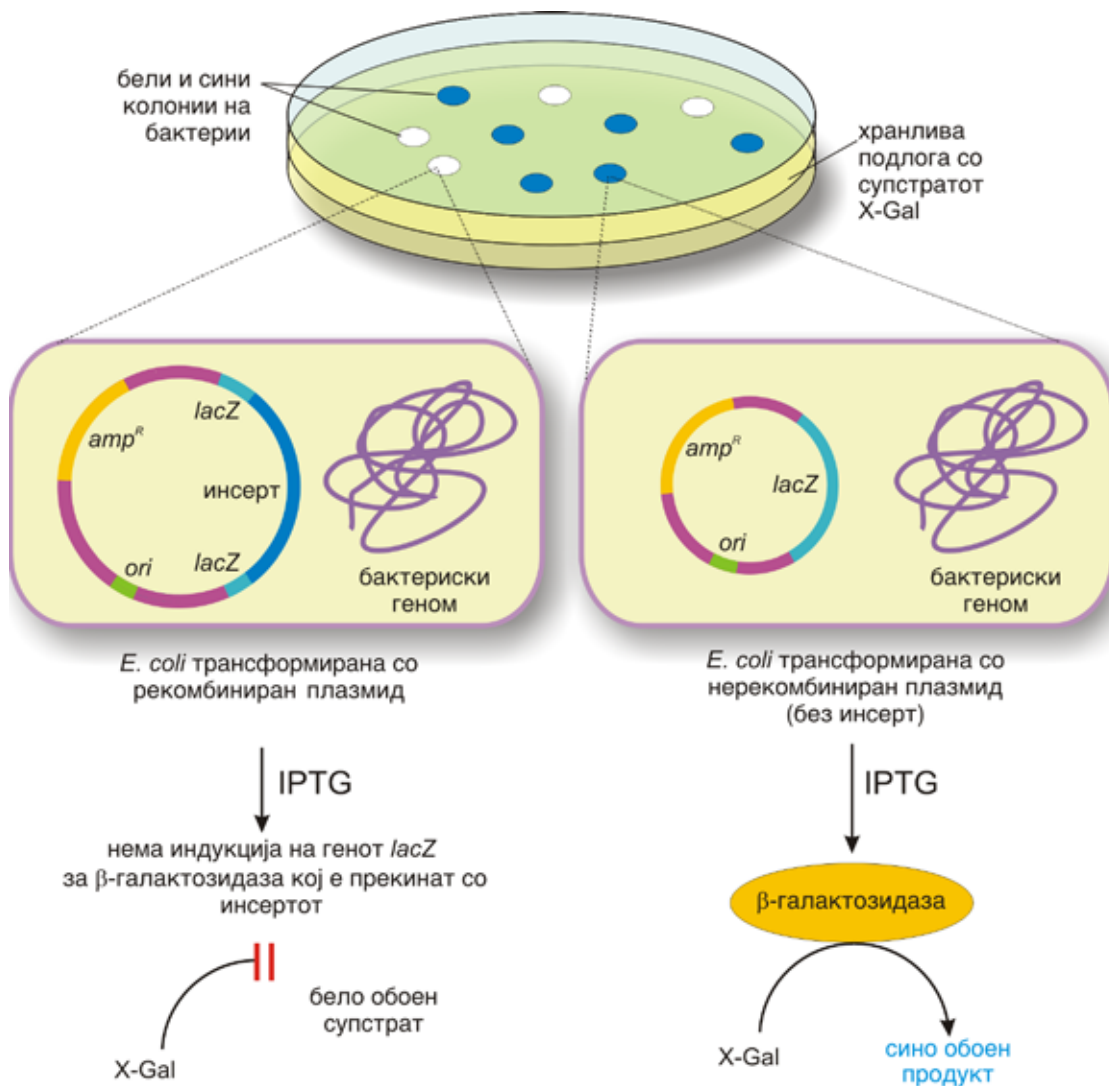 бели и сини
колонии на
бактерии
хранлива
подлога со
супстратот
X-Gal
lacZ
amp^R
инсерт
ori
lacZ
бактериски
геном
amp^R
lacZ
ori
бактериски
геном
E. coli трансформирана со
рекомбиниран плазмид
E. coli трансформирана со
нерекомбиниран плазмид
(без инсерт)
IPTG
IPTG
нема индукција на генот lacZ
за β-галактозидаза кој е прекинат со
инсертот
β-галактозидаза
бело обоен
супстрат
X-Gal
X-Gal
сино обоен
продукт